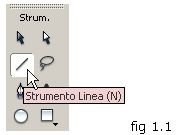 Strum.
Strumento Linea (N)
fig 1.1